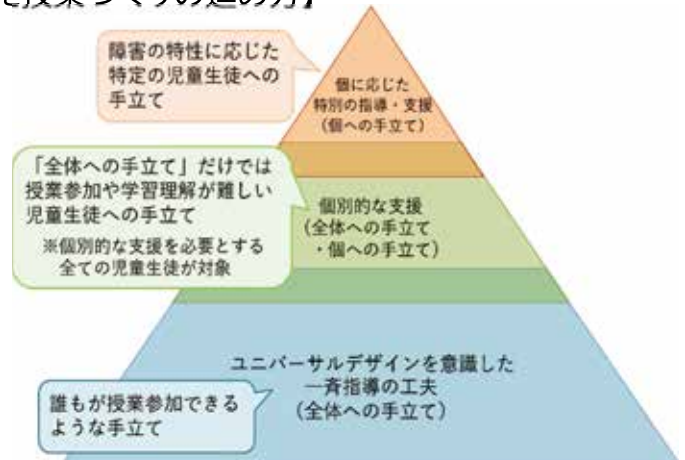 授業づくりの進め方】
障害の特性に応じた
特定の児童生徒への
手立て
個に応じた
特別の指導・支援
(個への手立て)
「全体への手立て」だけでは
授業参加や学習理解が難しい
児童生徒への手立て
※個別的な支援を必要とする
全ての児童生徒が対象
個別的な支援
(全体への手立て
・個への手立て)
ユニバーサルデザインを意識した
一斉指導の工夫
(全体への手立て)
誰もが授業参加できる
ような手立て